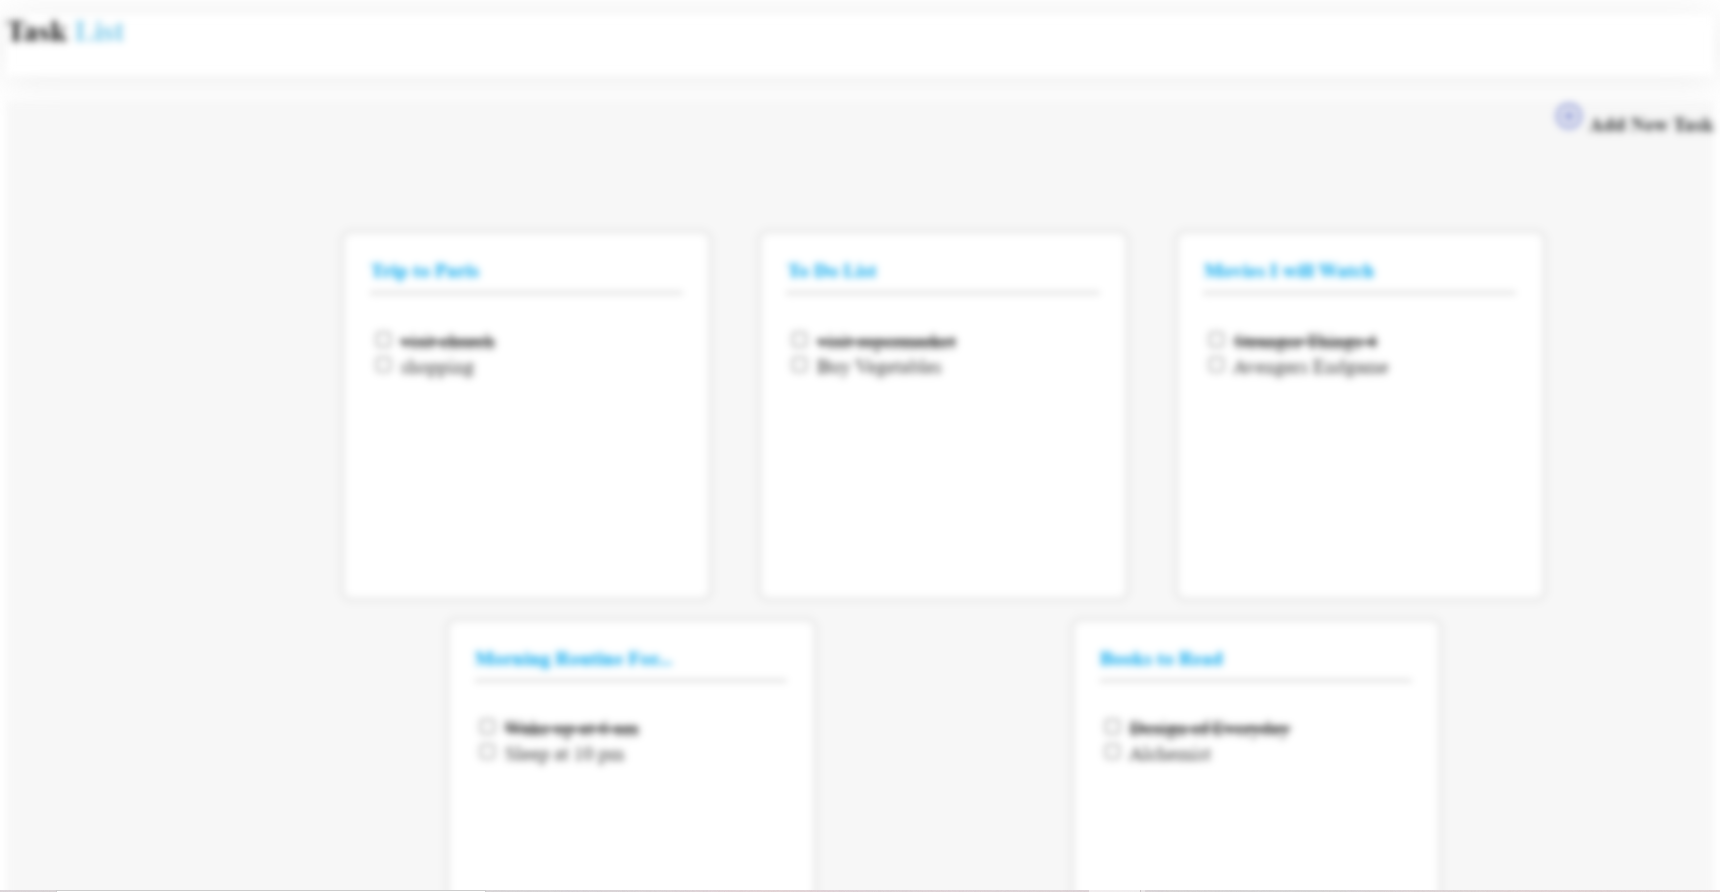 Task List
Add New Task
Trip to Paris
visit church
shopping
To Do List
visit supermarket
Buy Vegetables
Movies I will Watch
Stranger Things 4
Avengers Endgame
Morning Routine For...
Wake up at 6 am
Sleep at 10 pm
Books to Read
Design of Everyday
Alchemist